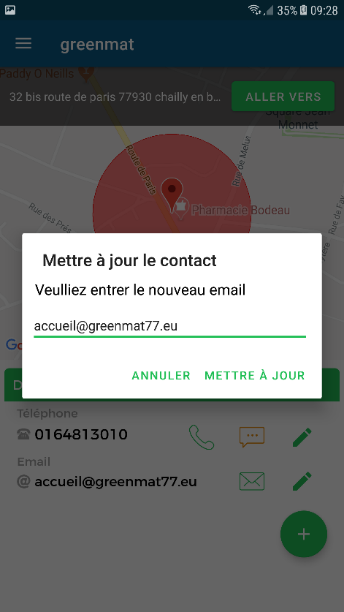 35% 09:28
greenmat
Paddy O Neills
32 bis route de paris 77930 chailly en b...
ALLER VERS
Square Jean
Monnet
Route de Paris
Rue de Melun
Rue des Prés
Pharmacie Bodeau
Mettre à jour le contact
Veulliez entrer le nouveau email
accueil@greenmat77.eu
ANNULER METTRE À JOUR
Téléphone
0164813010
Email
@ accueil@greenmat77.eu
+